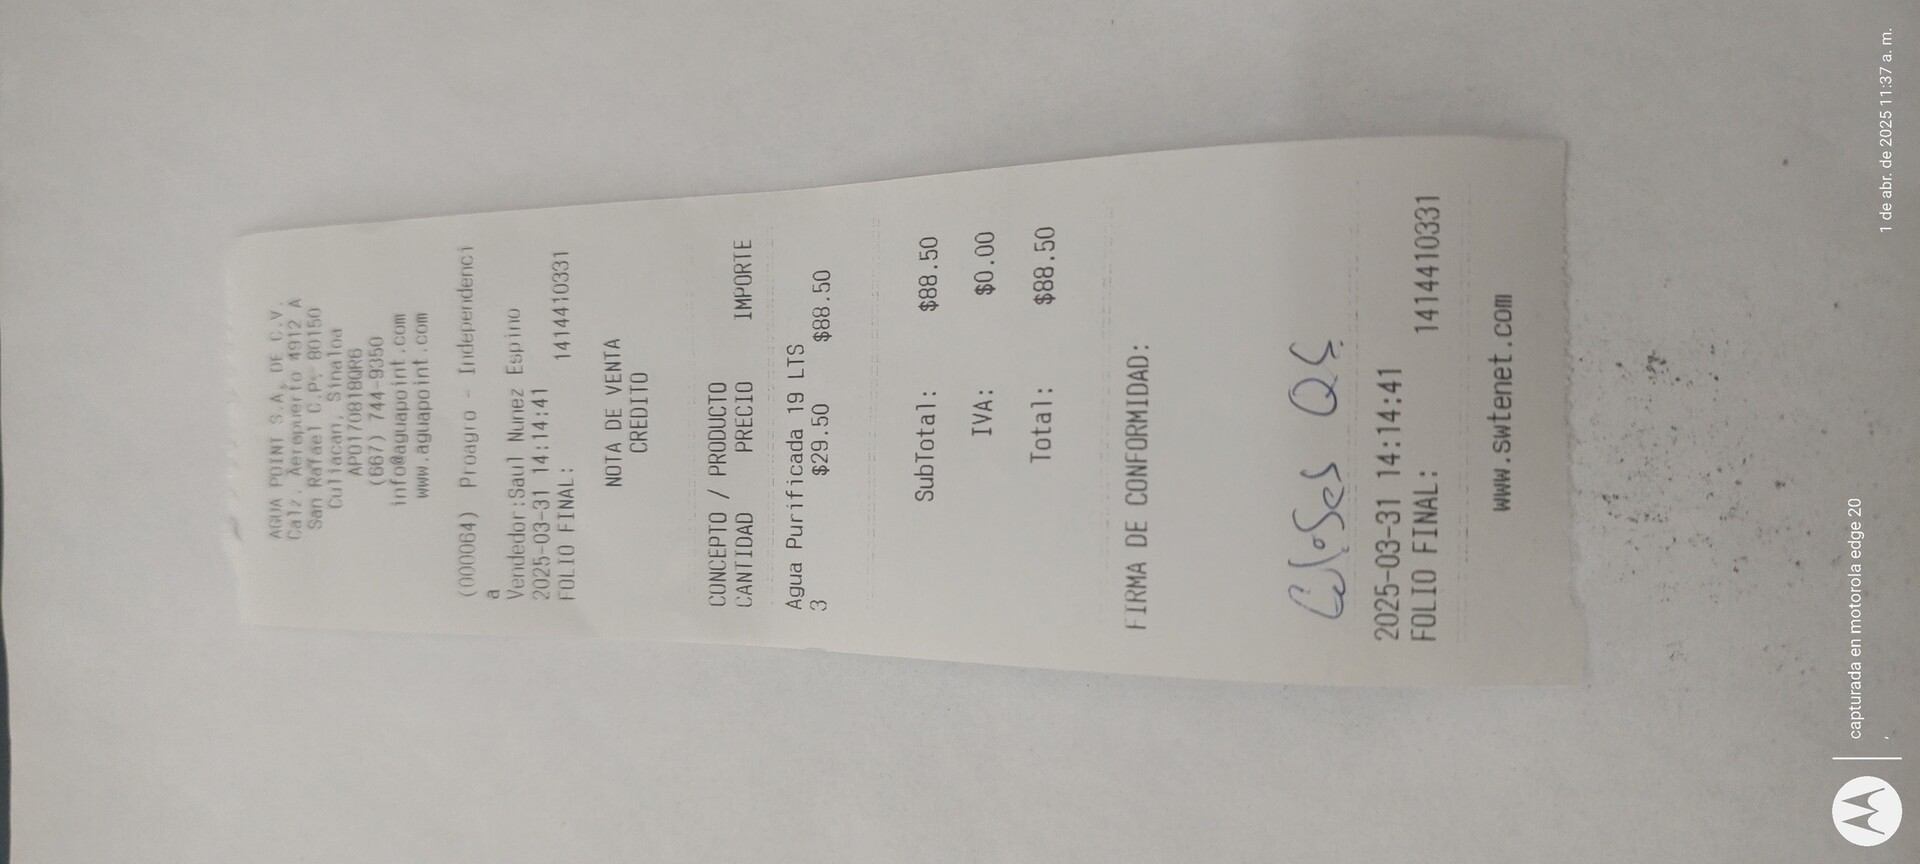 AGUA POINT S.A. DE C.V.
Calz. Aeropuerto 4912 A
San Rafael C.P. 80150
Culiacan, Sinaloa
APO170818QR6
(667) 744-9350
info@aguapoint.com
www.aguapoint.com
(000064) Proagro - Independenci
a
Vendedor:Saul Nunez Espino
2025-03-31 14:14:41
FOLIO FINAL: 1414410331
NOTA DE VENTA
CREDITO
CONCEPTO / PRODUCTO
CANTIDAD PRECIO IMPORTE
Agua Purificada 19 LTS
3 $29.50 $88.50
SubTotal: $88.50
IVA: $0.00
Total: $88.50
FIRMA DE CONFORMIDAD:
2025-03-31 14:14:41
FOLIO FINAL: 1414410331
www.swtenet.com
capturada en motorola edge 20
1 de abr. de 2025 11:37 a. m.